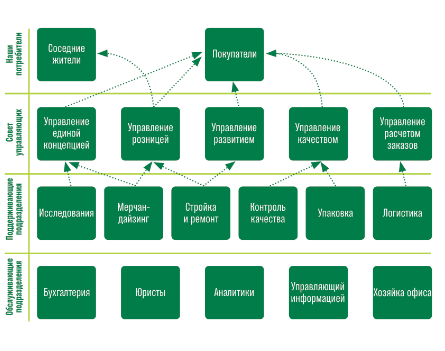 Наши
потребители
Соседние
жители
Покупатели
Совет
управляющих
Управление
единой
концепцией
Управление
розницей
Управление
развитием
Управление
качеством
Управление
расчетом
заказов
Поддерживающие
подразделения
Исследования
Мерчан-
дайзинг
Стройка
и ремонт
Контроль
качества
Упаковка
Логистика
Обслуживающие
подразделения
Бухгалтерия
Юристы
Аналитики
Управляющий
информацией
Хозяйка офиса